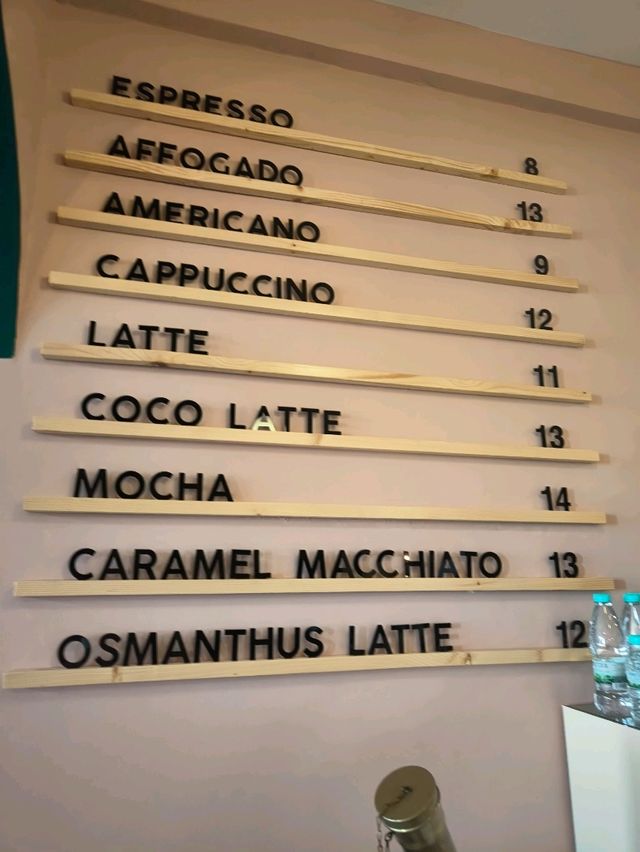 ESPRESSO 8
AFFOGADO 13
AMERICANO 9
CAPPUCCINO 12
LATTE 11
COCO LATTE 13
MOCHA 14
CARAMEL MACCHIATO 13
OSMANTHUS LATTE 12